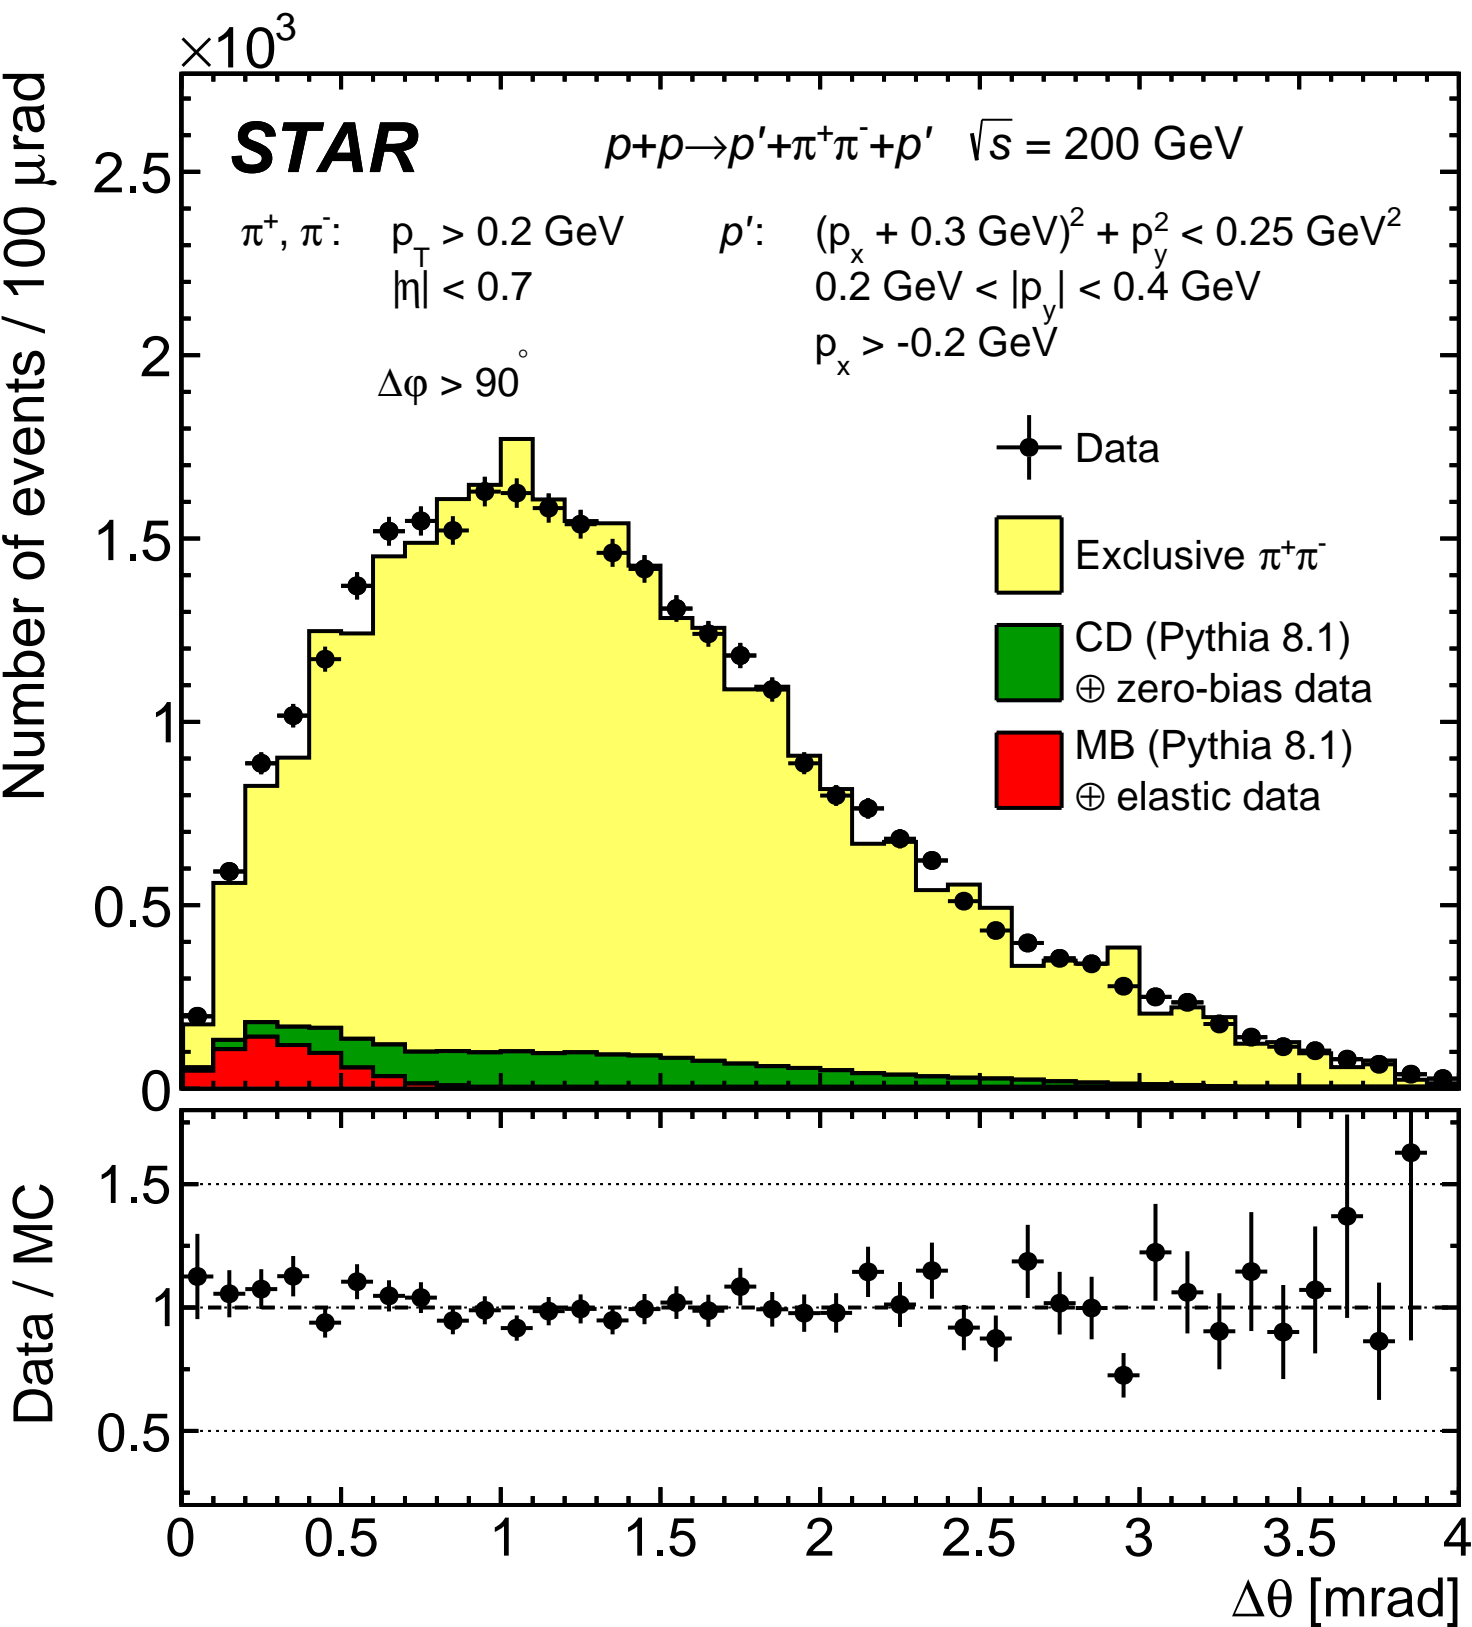 ×10³
STAR p+p→p′+π⁺π⁻+p′ √s = 200 GeV
π⁺, π⁻: p_T > 0.2 GeV p′: (p_x + 0.3 GeV)² + p_y² < 0.25 GeV²
|η| < 0.7 0.2 GeV < |p_y| < 0.4 GeV
p_x > -0.2 GeV
Δφ > 90°
Data
Exclusive π⁺π⁻
CD (Pythia 8.1)
⊕ zero-bias data
MB (Pythia 8.1)
⊕ elastic data
Number of events / 100 μrad
2.5
2
1.5
1
0.5
0
Data / MC
1.5
1
0.5
0 0.5 1 1.5 2 2.5 3 3.5 4
Δθ [mrad]